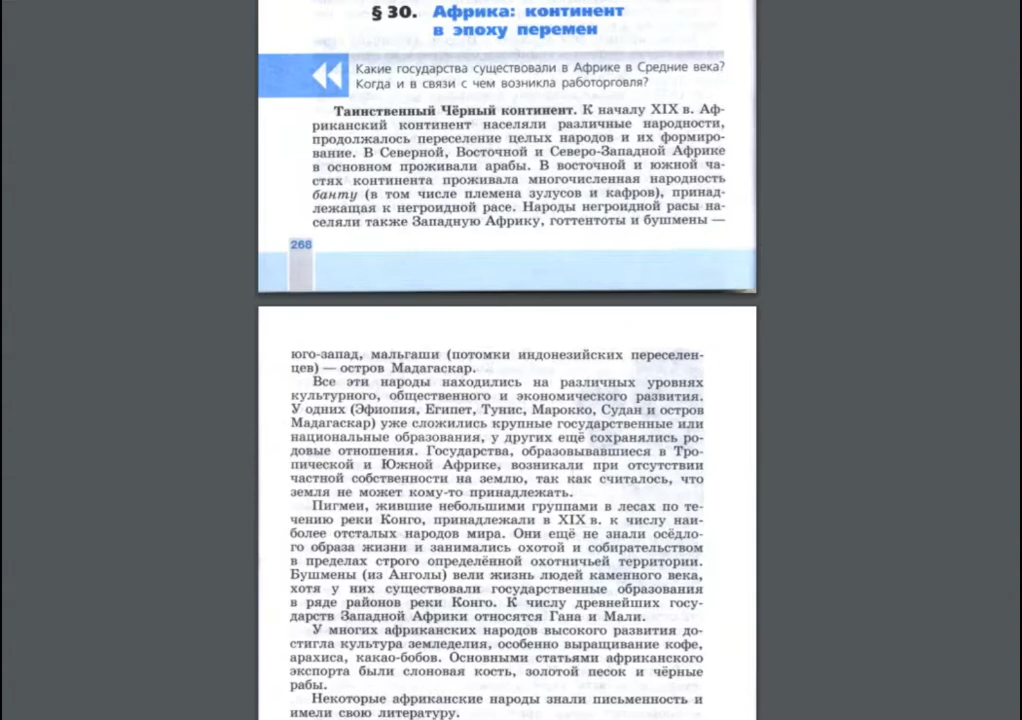 § 30. Африка: континент
в эпоху перемен
Какие государства существовали в Африке в Средние века?
Когда и в связи с чем возникла работорговля?
Таинственный Чёрный континент. К началу XIX в. Аф-
риканский континент населяли различные народности,
продолжалось переселение целых народов и их формиро-
вание. В Северной, Восточной и Северо-Западной Африке
в основном проживали арабы. В восточной и южной ча-
стях континента проживала многочисленная народность
банту (в том числе племена зулусов и кафров), принад-
лежащая к негроидной расе. Народы негроидной расы на-
селяли также Западную Африку, готтентоты и бушмены —
268
юго-запад, мальгаши (потомки индонезийских переселен-
цев) — остров Мадагаскар.
Все эти народы находились на различных уровнях
культурного, общественного и экономического развития.
У одних (Эфиопия, Египет, Тунис, Марокко, Судан и остров
Мадагаскар) уже сложились крупные государственные или
национальные образования, у других ещё сохранялись ро-
довые отношения. Государства, образовывавшиеся в Тро-
пической и Южной Африке, возникали при отсутствии
частной собственности на землю, так как считалось, что
земля не может кому-то принадлежать.
Пигмеи, жившие небольшими группами в лесах по те-
чению реки Конго, принадлежали в XIX в. к числу наи-
более отсталых народов мира. Они ещё не знали осёдло-
го образа жизни и занимались охотой и собирательством
в пределах строго определённой охотничьей территории.
Бушмены (из Анголы) вели жизнь людей каменного века,
хотя у них существовали государственные образования
в ряде районов реки Конго. К числу древнейших госу-
дарств Западной Африки относятся Гана и Мали.
У многих африканских народов высокого развития до-
стигла культура земледелия, особенно выращивание кофе,
арахиса, какао-бобов. Основными статьями африканского
экспорта были слоновая кость, золотой песок и чёрные
рабы.
Некоторые африканские народы знали письменность и
имели свою литературу.